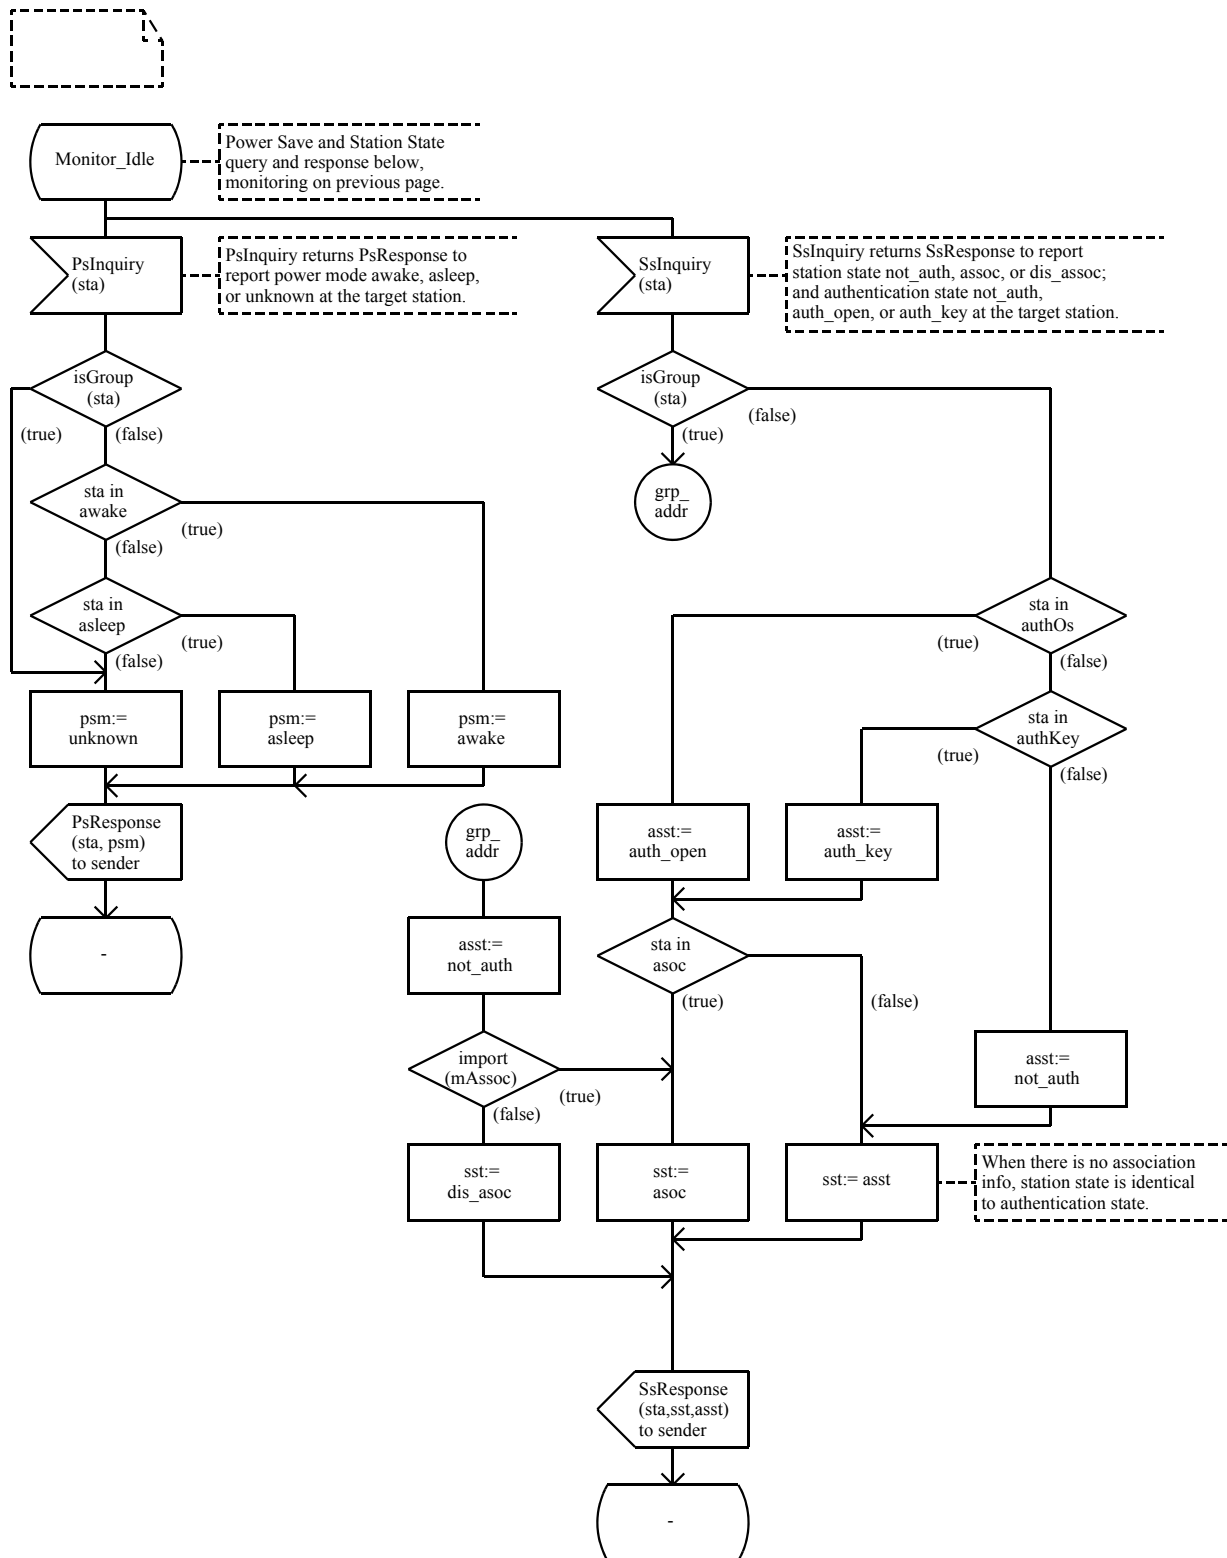 Monitor_Idle
Power Save and Station State
query and response below,
monitoring on previous page.
PsInquiry
(sta)
PsInquiry returns PsResponse to
report power mode awake, asleep,
or unknown at the target station.
SsInquiry
(sta)
SsInquiry returns SsResponse to report
station state not_auth, assoc, or dis_assoc;
and authentication state not_auth,
auth_open, or auth_key at the target station.
isGroup
(sta)
(true)
(false)
isGroup
(sta)
(false)
(true)
grp_
addr
sta in
awake
(true)
(false)
sta in
asleep
(true)
(false)
sta in
authOs
(true)
(false)
psm:=
unknown
psm:=
asleep
psm:=
awake
sta in
authKey
(true)
(false)
PsResponse
(sta, psm)
to sender
grp_
addr
asst:=
auth_open
asst:=
auth_key
-
asst:=
not_auth
sta in
asoc
(true)
(false)
import
(mAssoc)
(true)
(false)
asst:=
not_auth
sst:=
dis_asoc
sst:=
asoc
sst:= asst
When there is no association
info, station state is identical
to authentication state.
SsResponse
(sta,sst,asst)
to sender
-